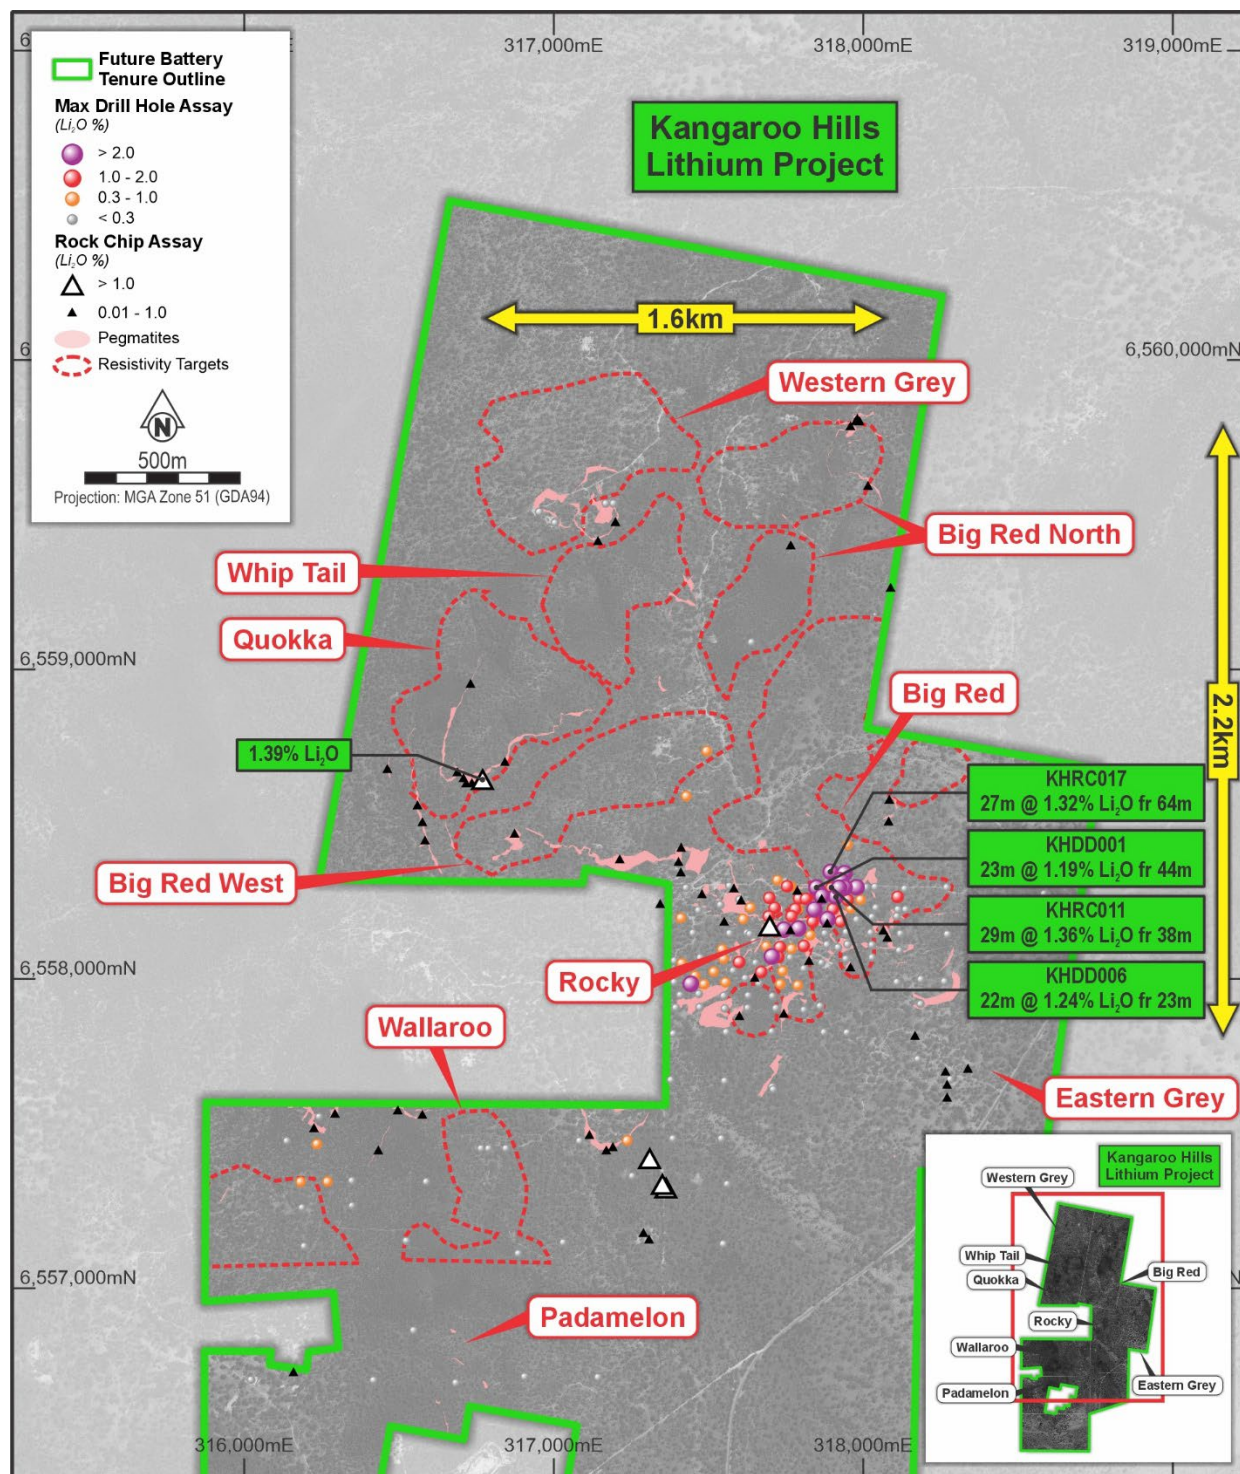 317,000mE
318,000mE
319,000mE
Future Battery
Tenure Outline
Max Drill Hole Assay
(Li₂O %)
> 2.0
1.0 - 2.0
0.3 - 1.0
< 0.3
Rock Chip Assay
(Li₂O %)
> 1.0
0.01 - 1.0
Pegmatites
Resistivity Targets
N
500m
Projection: MGA Zone 51 (GDA94)
Kangaroo Hills
Lithium Project
1.6km
6,560,000mN
Western Grey
Big Red North
Whip Tail
Quokka
6,559,000mN
Big Red
2.2km
1.39% Li₂O
KHRC017
27m @ 1.32% Li₂O fr 64m
KHDD001
23m @ 1.19% Li₂O fr 44m
KHRC011
29m @ 1.36% Li₂O fr 38m
KHDD006
22m @ 1.24% Li₂O fr 23m
Big Red West
6,558,000mN
Rocky
Wallaroo
Eastern Grey
6,557,000mN
Padamelon
316,000mE
317,000mE
318,000mE
Kangaroo Hills
Lithium Project
Western Grey
Whip Tail
Quokka
Big Red
Rocky
Wallaroo
Padamelon
Eastern Grey